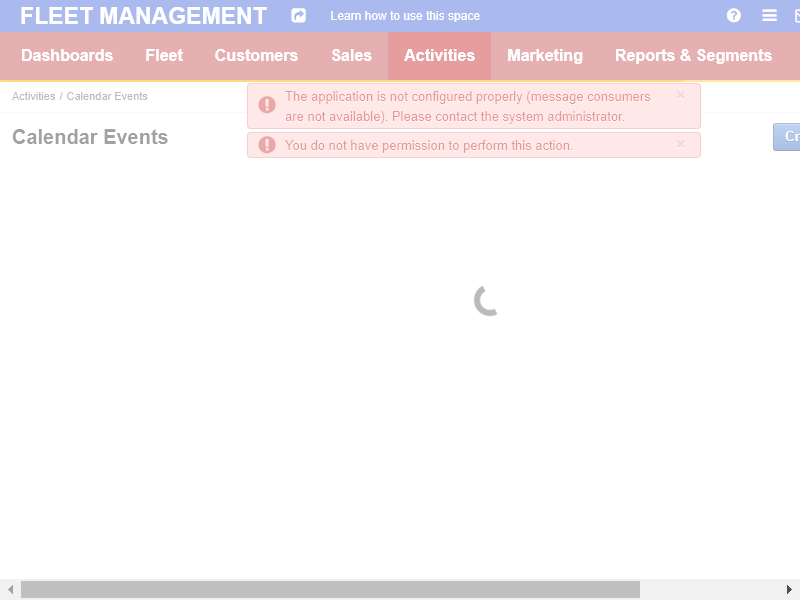 FLEET MANAGEMENT
Learn how to use this space
Dashboards
Fleet
Customers
Sales
Activities
Marketing
Reports & Segments
Activities / Calendar Events
The application is not configured properly (message consumers
are not available). Please contact the system administrator.
×
Calendar Events
You do not have permission to perform this action.
×